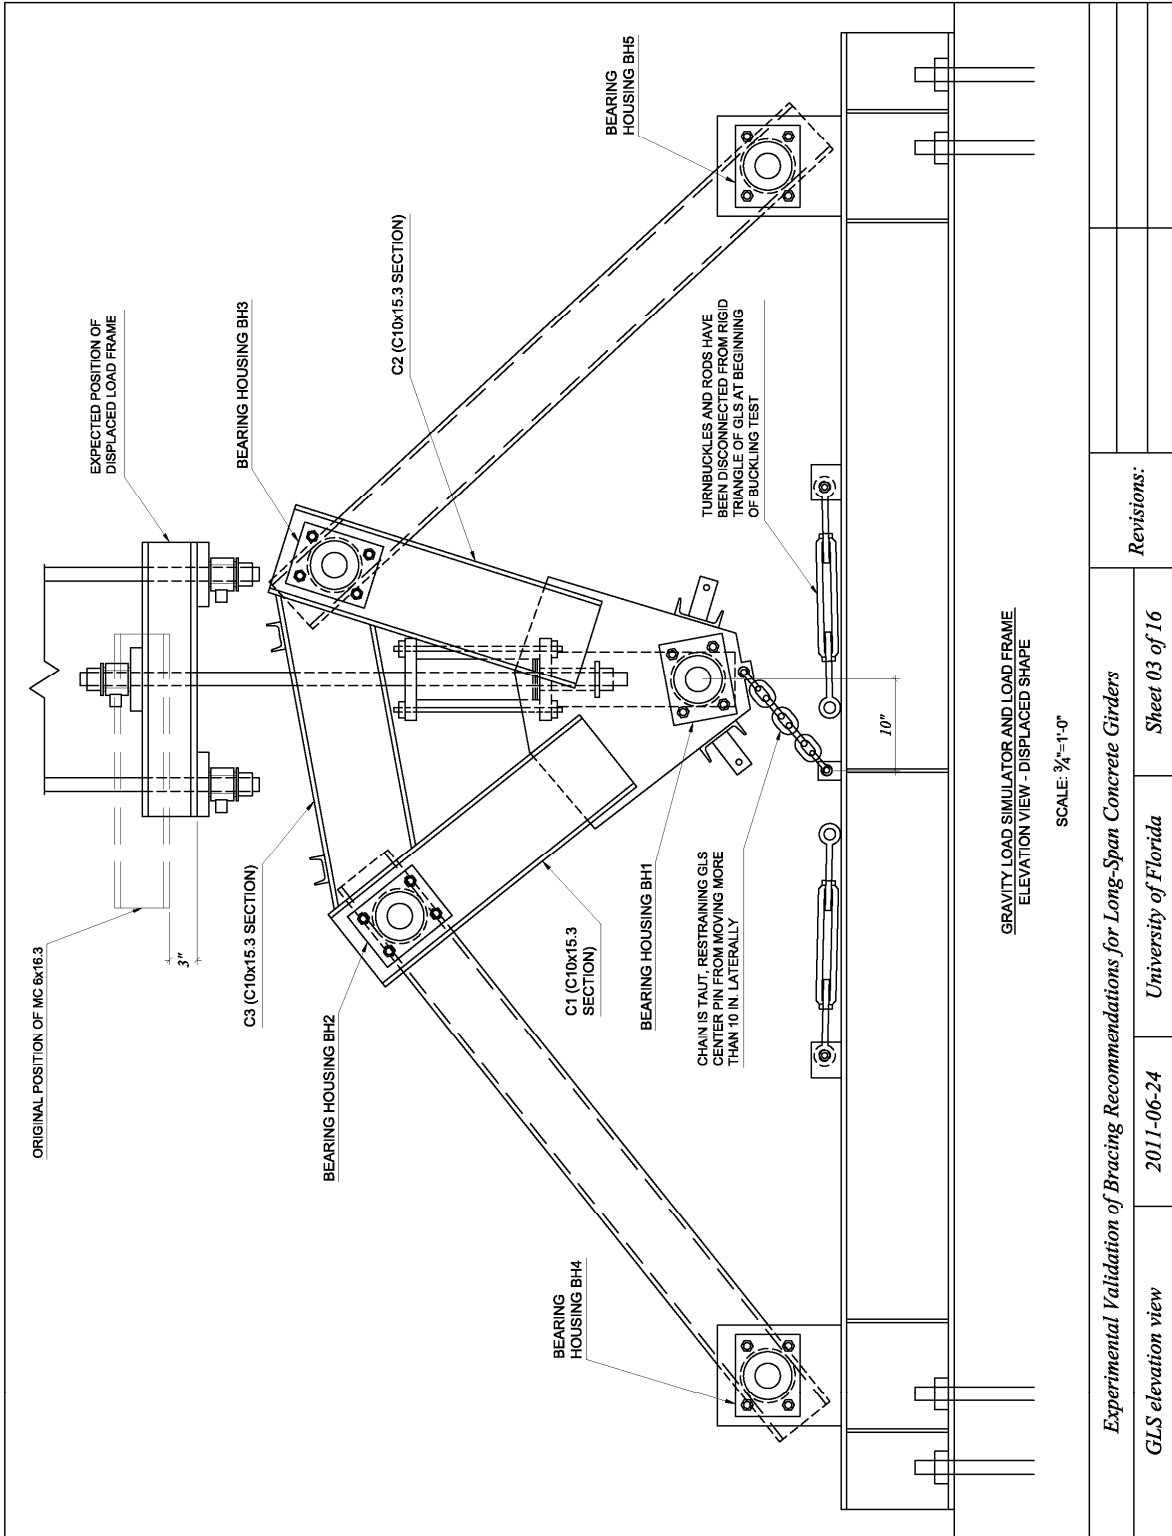 ORIGINAL POSITION OF MC 6x16.3
EXPECTED POSITION OF
DISPLACED LOAD FRAME
3"
C3 (C10x15.3 SECTION)
BEARING HOUSING BH3
BEARING HOUSING BH2
C2 (C10x15.3 SECTION)
BEARING
HOUSING BH5
BEARING
HOUSING BH4
C1 (C10x15.3
SECTION)
BEARING HOUSING BH1
CHAIN IS TAUT, RESTRAINING GLS
CENTER PIN FROM MOVING MORE
THAN 10 IN. LATERALLY
TURNBUCKLES AND RODS HAVE
BEEN DISCONNECTED FROM RIGID
TRIANGLE OF GLS AT BEGINNING
OF BUCKLING TEST
10"
GRAVITY LOAD SIMULATOR AND LOAD FRAME
ELEVATION VIEW - DISPLACED SHAPE
SCALE: ¾"=1'-0"
Experimental Validation of Bracing Recommendations for Long-Span Concrete Girders
Revisions:
GLS elevation view
2011-06-24
University of Florida
Sheet 03 of 16